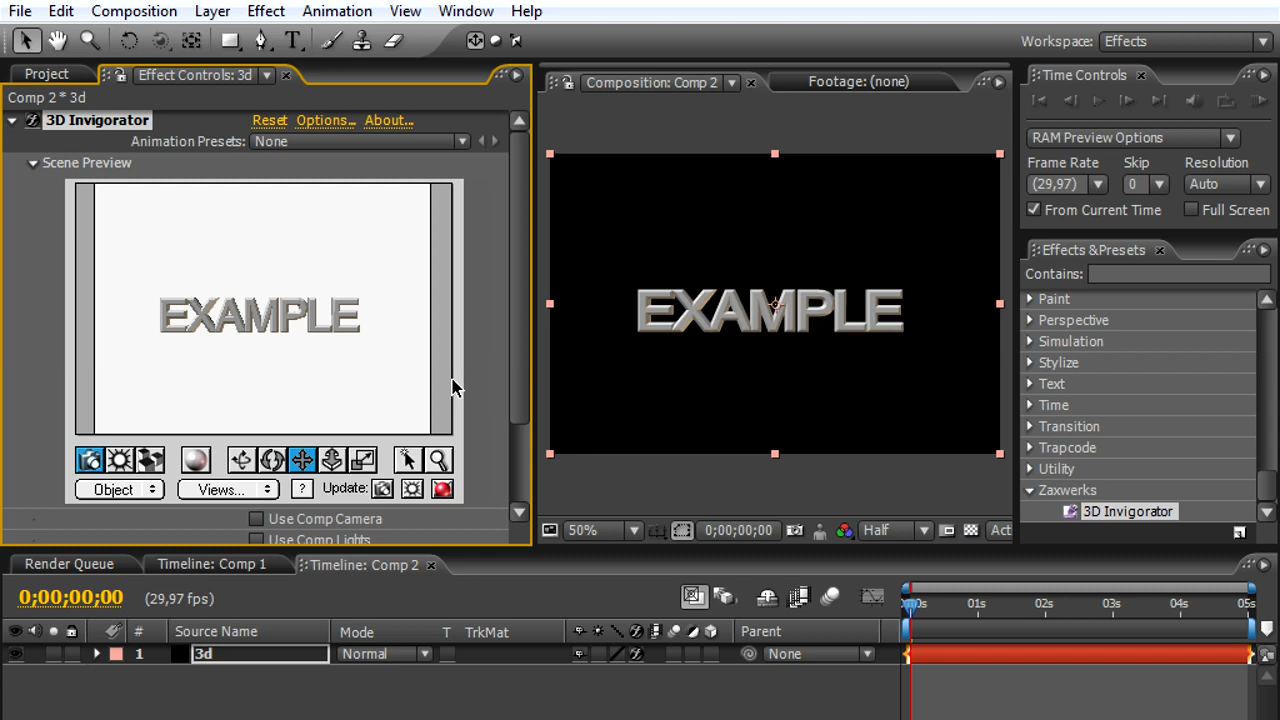 File Edit Composition Layer Effect Animation View Window Help
Workspace: Effects
Project
Effect Controls: 3d
Comp 2 * 3d
3D Invigorator Reset Options... About...
Animation Presets: None
Scene Preview
EXAMPLE
Object Views... ? Update:
Use Comp Camera
Use Comp Lights
Composition: Comp 2
Footage: (none)
EXAMPLE
50% 0;00;00;00 Half Act
Time Controls
RAM Preview Options
Frame Rate Skip Resolution
(29,97) 0 Auto
From Current Time Full Screen
Effects &Presets
Contains:
Paint
Perspective
Simulation
Stylize
Text
Time
Transition
Trapcode
Utility
Zaxwerks
3D Invigorator
Render Queue Timeline: Comp 1 Timeline: Comp 2
0;00;00;00 (29,97 fps)
01s 02s 03s 04s 05s
# Source Name Mode T TrkMat Parent
1 3d Normal None